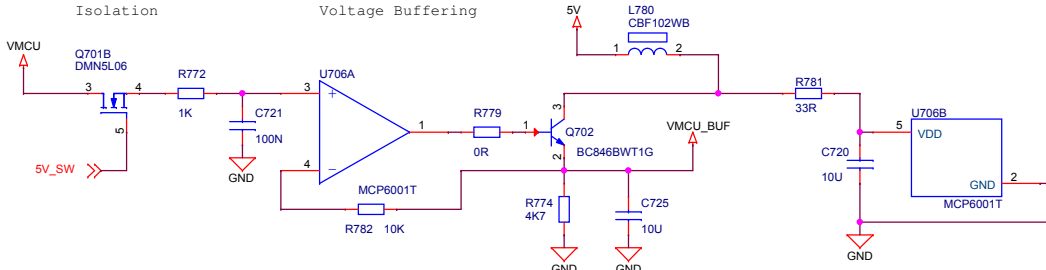 Isolation
Voltage Buffering
VMCU
Q701B
DMN5L06
3
4
5
5V_SW
R772
1K
C721
100N
GND
U706A
3
+
4
−
1
MCP6001T
R782
10K
R779
0R
1
3
Q702
BC846BWT1G
2
R774
4K7
GND
C725
10U
GND
VMCU_BUF
5V
L780
CBF102WB
1
2
R781
33R
C720
10U
GND
U706B
5
VDD
GND
2
MCP6001T